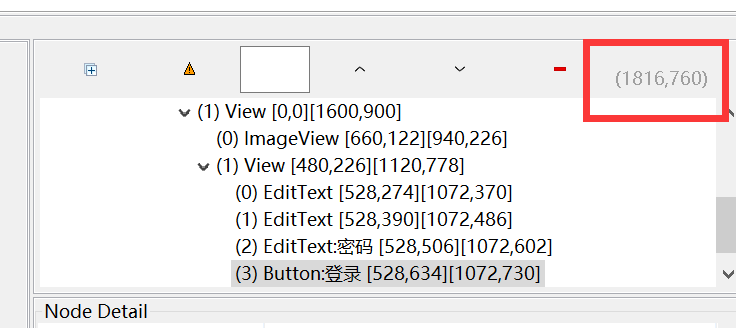 (1816,760)
(1) View [0,0][1600,900]
(0) ImageView [660,122][940,226]
(1) View [480,226][1120,778]
(0) EditText [528,274][1072,370]
(1) EditText [528,390][1072,486]
(2) EditText:密码 [528,506][1072,602]
(3) Button:登录 [528,634][1072,730]
Node Detail